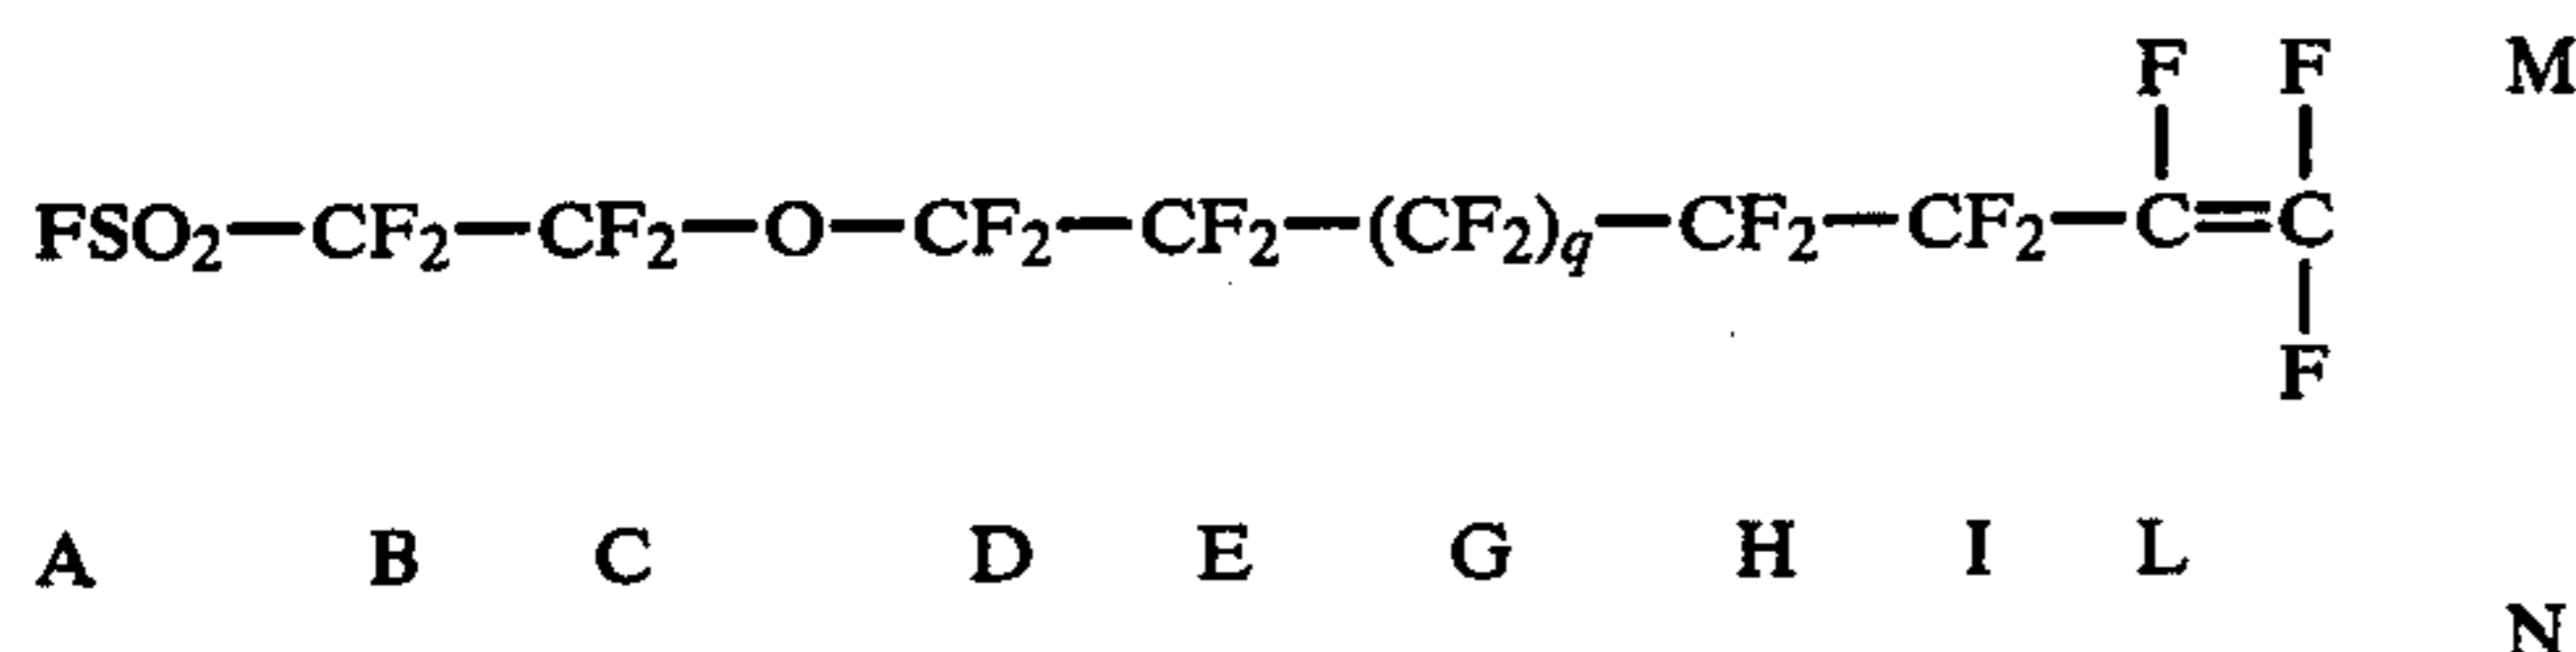 F F M
FSO₂—CF₂—CF₂—O—CF₂—CF₂—(CF₂)q—CF₂—CF₂—C=C
F
A B C D E G H I L
N